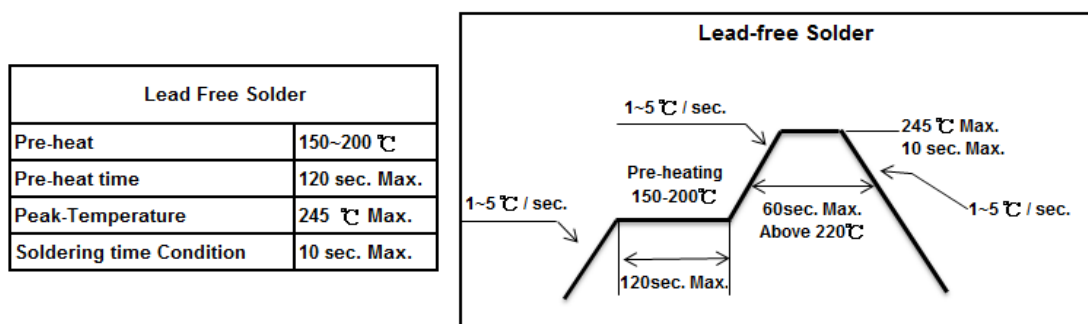 Lead Free Solder
Pre-heat 150~200 ℃
Pre-heat time 120 sec. Max.
Peak-Temperature 245 ℃ Max.
Soldering time Condition 10 sec. Max.
Lead-free Solder
1~5 ℃ / sec.
245 ℃ Max.
10 sec. Max.
Pre-heating
150-200℃
1~5 ℃ / sec.
60sec. Max.
Above 220℃
1~5 ℃ / sec.
120sec. Max.